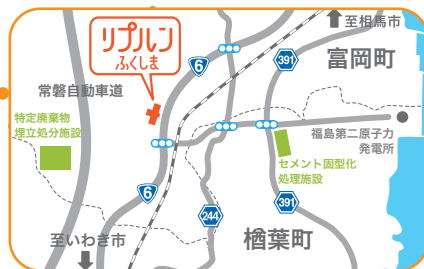 至相馬市
リプルン
ふくしま
6
391
富岡町
常磐自動車道
特定廃棄物
埋立処分施設
福島第二原子力
発電所
セメント固型化
処理施設
6
391
244
至いわき市
楢葉町